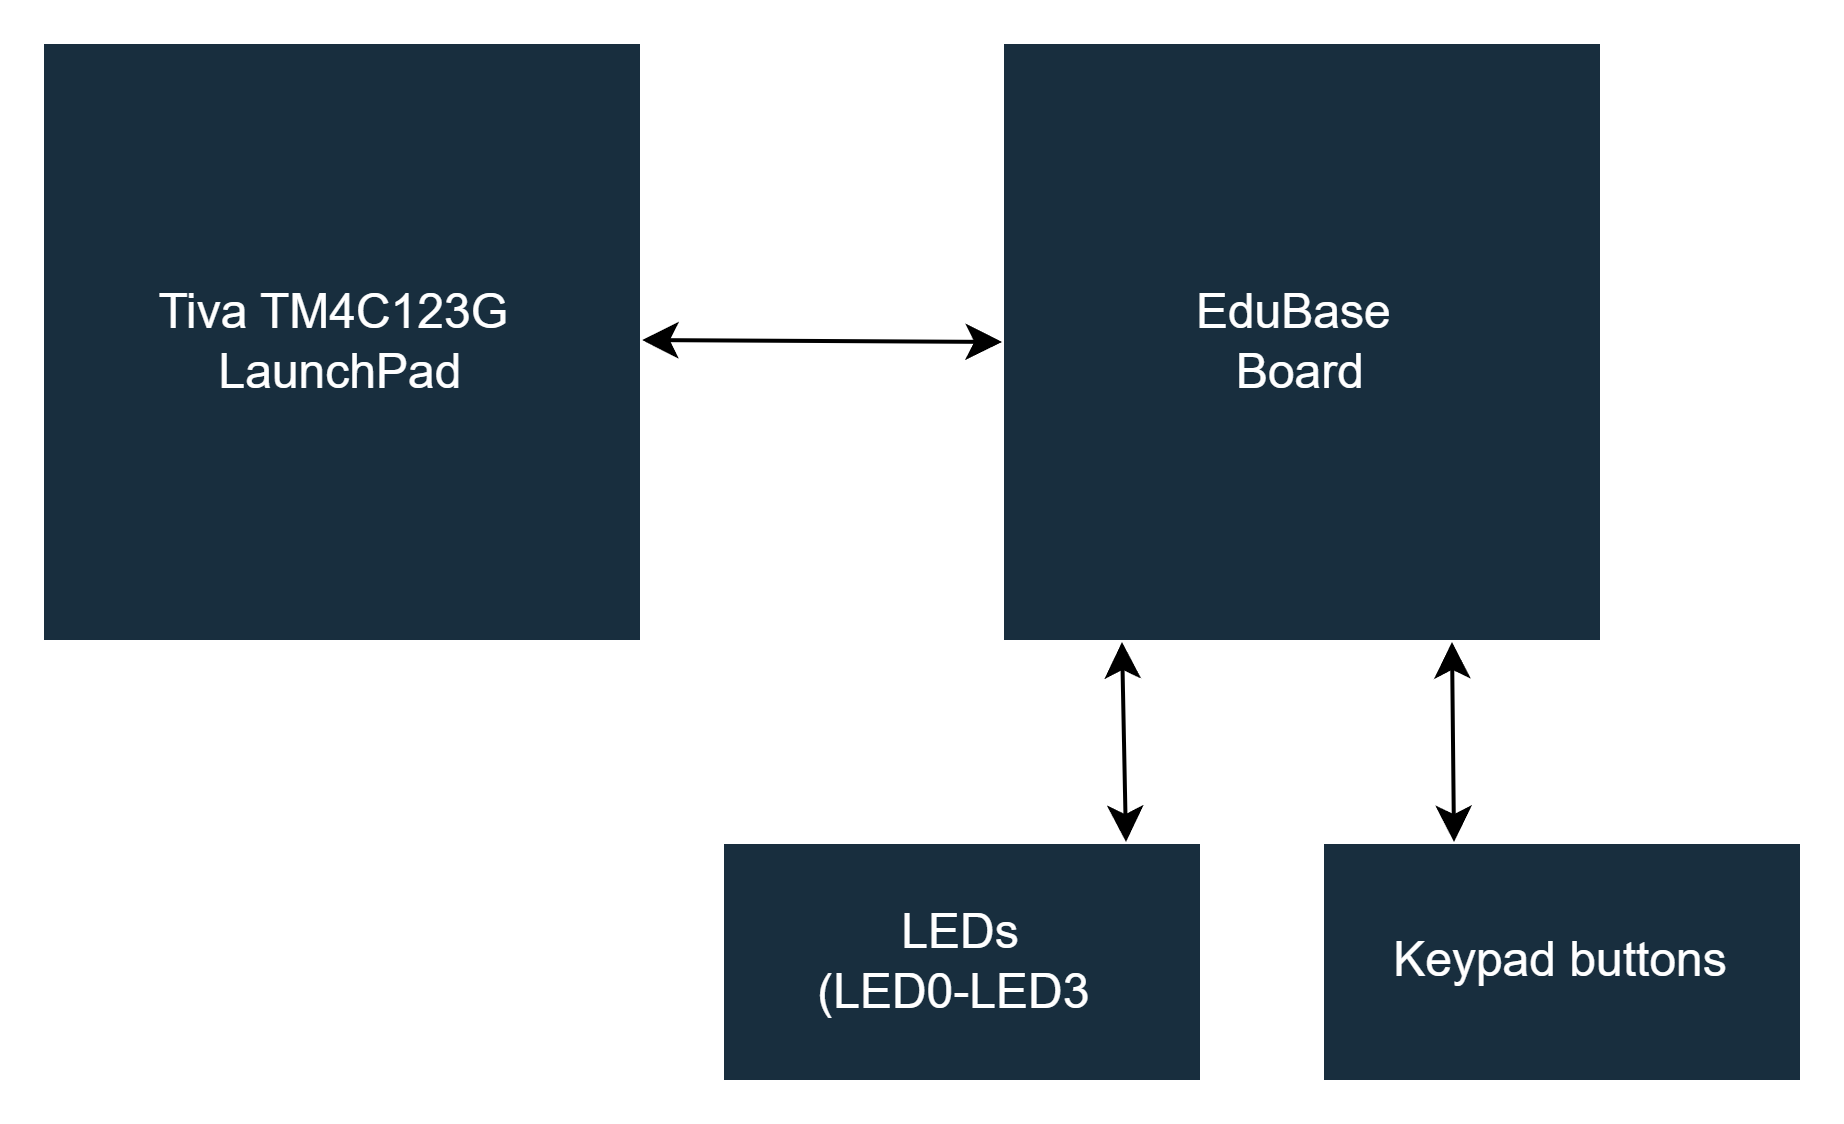 Tiva TM4C123G
LaunchPad
EduBase
Board
LEDs
(LED0-LED3
Keypad buttons